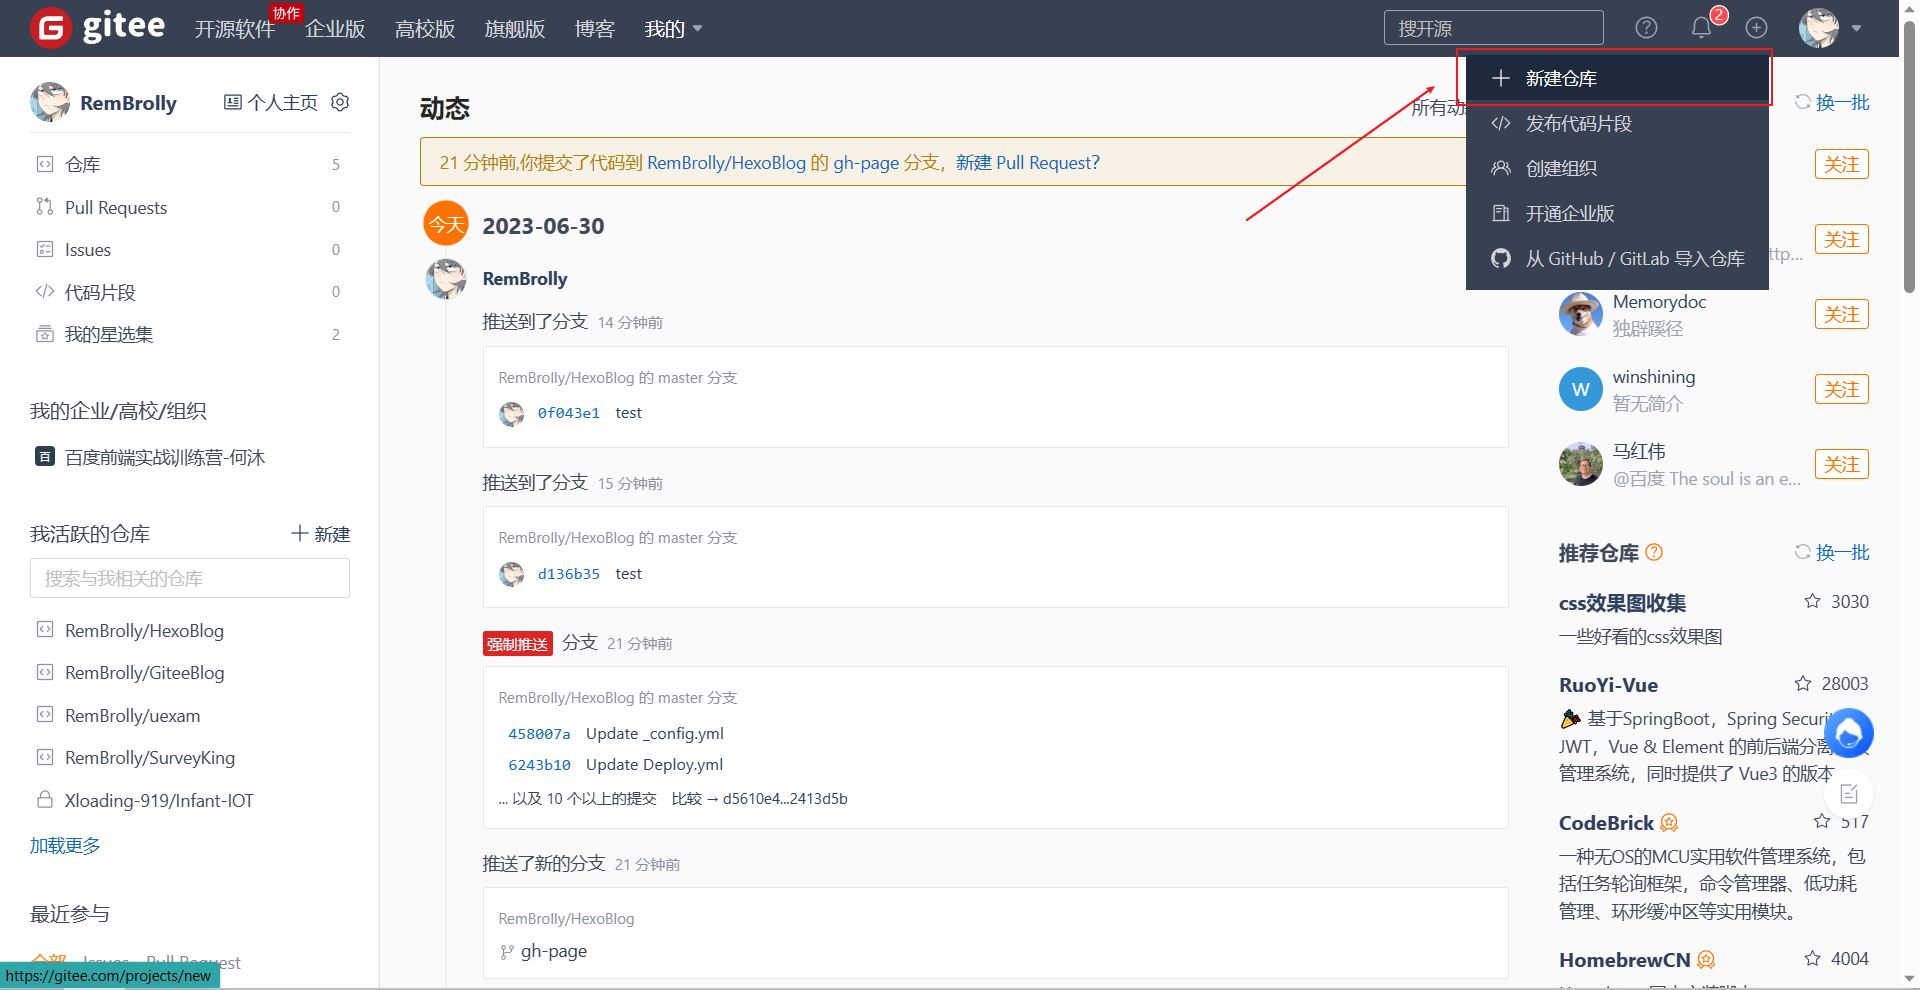 gitee
开源软件
协作
企业版
高校版
旗舰版
博客
我的
搜开源
2
RemBrolly
个人主页
仓库 5
Pull Requests 0
Issues 0
代码片段 0
我的星选集 2
我的企业/高校/组织
百 百度前端实战训练营-何沐
我活跃的仓库
新建
搜索与我相关的仓库
RemBrolly/HexoBlog
RemBrolly/GiteeBlog
RemBrolly/uexam
RemBrolly/SurveyKing
Xloading-919/Infant-IOT
加载更多
最近参与
全部 Issues Pull Request
https://gitee.com/projects/new
动态
所有动
21 分钟前,你提交了代码到 RemBrolly/HexoBlog 的 gh-page 分支，新建 Pull Request?
今天
2023-06-30
RemBrolly
推送到了分支 14 分钟前
RemBrolly/HexoBlog 的 master 分支
0f043e1 test
推送到了分支 15 分钟前
RemBrolly/HexoBlog 的 master 分支
d136b35 test
强制推送 分支 21 分钟前
RemBrolly/HexoBlog 的 master 分支
458007a Update _config.yml
6243b10 Update Deploy.yml
... 以及 10 个以上的提交 比较 → d5610e4...2413d5b
推送了新的分支 21 分钟前
RemBrolly/HexoBlog
gh-page
新建仓库
发布代码片段
创建组织
开通企业版
从 GitHub / GitLab 导入仓库
换一批
关注
ttp...
关注
Memorydoc
独辟蹊径
关注
W
winshining
暂无简介
关注
马红伟
@百度 The soul is an e...
关注
推荐仓库
换一批
css效果图收集 3030
一些好看的css效果图
RuoYi-Vue 28003
基于SpringBoot，Spring Securit
JWT，Vue & Element 的前后端分离
管理系统，同时提供了 Vue3 的版本
CodeBrick 517
一种无OS的MCU实用软件管理系统，包
括任务轮询框架，命令管理器、低功耗
管理、环形缓冲区等实用模块。
HomebrewCN 4004